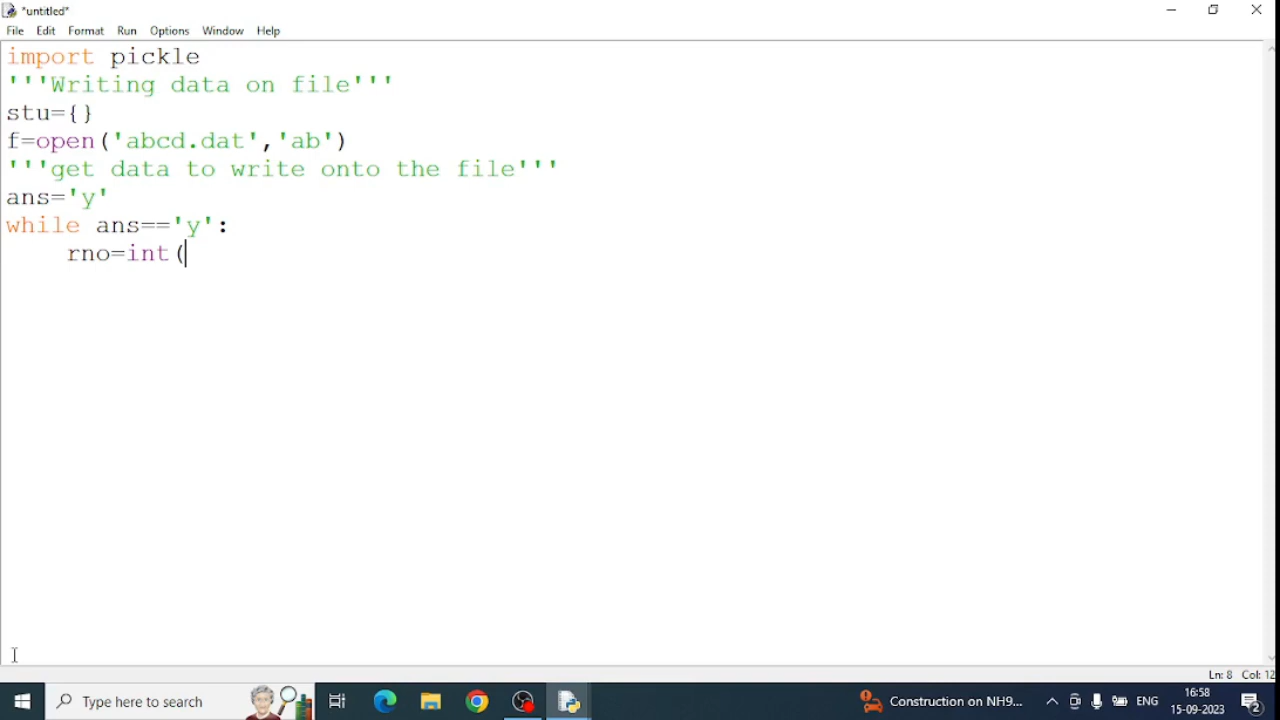 *untitled*
File Edit Format Run Options Window Help
import pickle
'''Writing data on file'''
stu={}
f=open('abcd.dat','ab')
'''get data to write onto the file'''
ans='y'
while ans=='y':
    rno=int(
Ln: 8 Col: 12
Type here to search
Construction on NH9...
ENG
16:58
15-09-2023
2